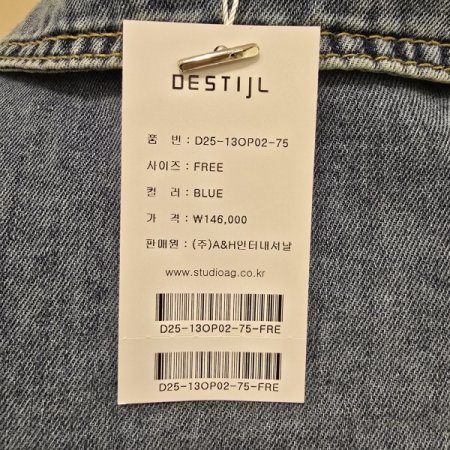 DESTIJL
품 번 : D25-13OP02-75
사이즈 : FREE
컬 러 : BLUE
가 격 : ₩146,000
판매원 : (주)A&H인터내셔날
www.studioag.co.kr
D25-13OP02-75-FRE
D25-13OP02-75-FRE